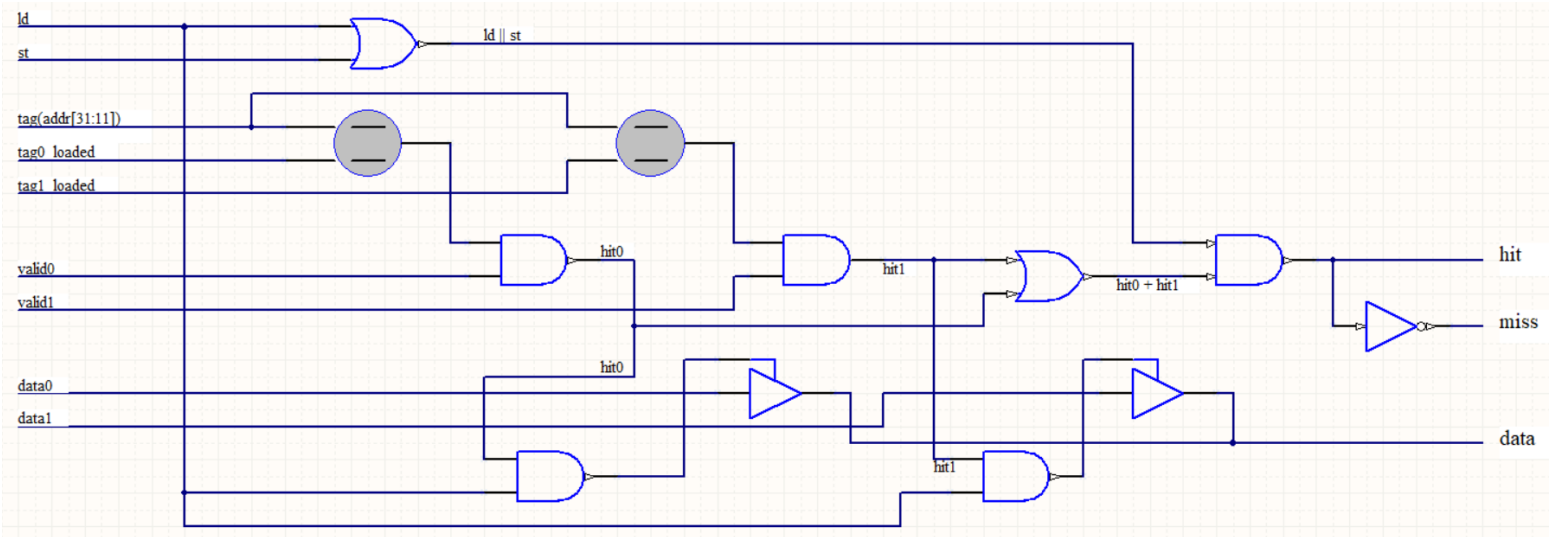 ld
ld || st
st
tag(addr[31:11])
tag0_loaded
tag1_loaded
hit0
hit
valid0
hit1
hit0 + hit1
valid1
miss
hit0
data0
data1
data
hit1